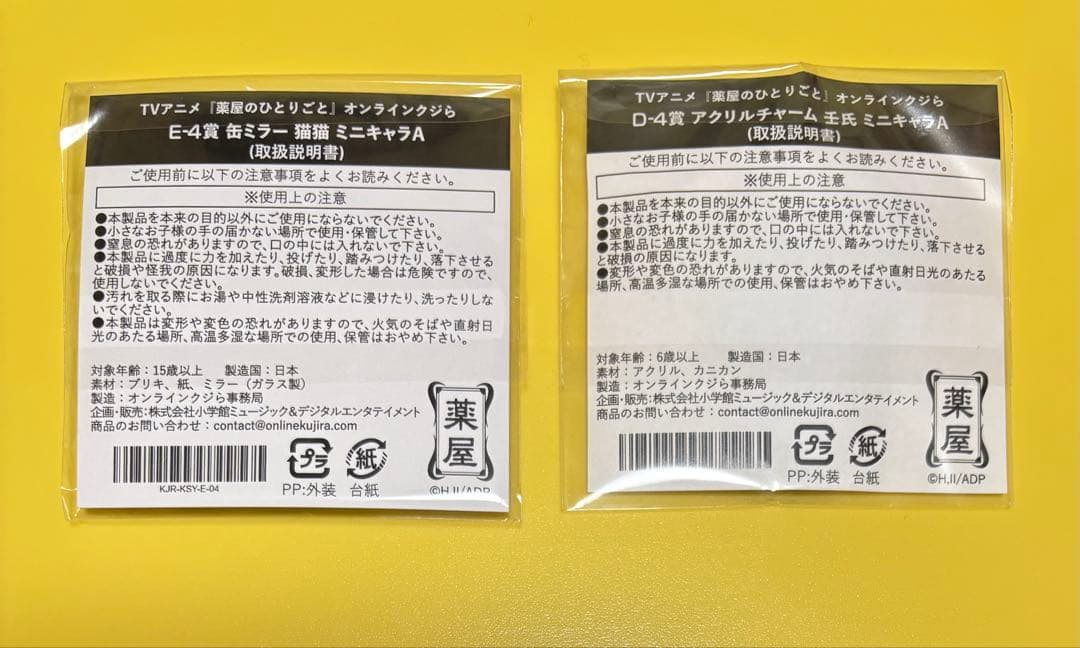 TVアニメ『薬屋のひとりごと』オンラインクジら
E-4賞 缶ミラー 猫猫 ミニキャラA
(取扱説明書)
ご使用前に以下の注意事項をよくお読みください。
※使用上の注意
●本製品を本来の目的以外にご使用にならないでください。
●小さなお子様の手の届かない場所で使用・保管して下さい。
●窒息の恐れがありますので、口の中には入れないで下さい。
●本製品に過度に力を加えたり、投げたり、踏みつけたり、落下させる
と破損や怪我の原因になります。破損、変形した場合は危険ですので、
使用しないでください。
●汚れを取る際にお湯や中性洗剤溶液などに浸けたり、洗ったりしな
いでください。
●本製品は変形や変色の恐れがありますので、火気のそばや直射日
光のあたる場所、高温多湿な場所での使用、保管はおやめ下さい。
対象年齢：15歳以上　製造国：日本
素材：ブリキ、紙、ミラー（ガラス製）
製造：オンラインクジら事務局
企画・販売：株式会社小学館ミュージック&デジタルエンタテイメント
商品のお問い合わせ：contact@onlinekujira.com
KJR-KSY-E-04
プラ
PP:外装
紙
台紙
薬屋
©H,II/ADP
TVアニメ『薬屋のひとりごと』オンラインクジら
D-4賞 アクリルチャーム 壬氏 ミニキャラA
(取扱説明書)
ご使用前に以下の注意事項をよくお読みください。
※使用上の注意
●本製品を本来の目的以外にご使用にならないでください。
●小さなお子様の手の届かない場所で使用・保管して下さい。
●窒息の恐れがありますので、口の中には入れないで下さい。
●本製品に過度に力を加えたり、投げたり、踏みつけたり、落下させる
と破損の原因になります。
●変形や変色の恐れがありますので、火気のそばや直射日光のあたる
場所、高温多湿な場所での使用、保管はおやめ下さい。
対象年齢：6歳以上　製造国：日本
素材：アクリル、カニカン
製造：オンラインクジら事務局
企画・販売：株式会社小学館ミュージック&デジタルエンタテイメント
商品のお問い合わせ：contact@onlinekujira.com
プラ
PP:外装
紙
台紙
薬屋
©H,II/ADP